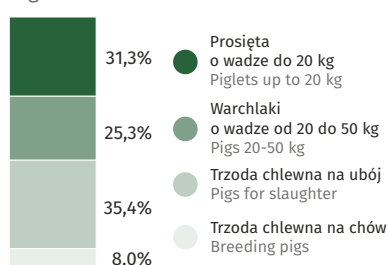 31,3%
Prosięta
o wadze do 20 kg
Piglets up to 20 kg
25,3%
Warchlaki
o wadze od 20 do 50 kg
Pigs 20-50 kg
35,4%
Trzoda chlewna na ubój
Pigs for slaughter
8,0%
Trzoda chlewna na chów
Breeding pigs